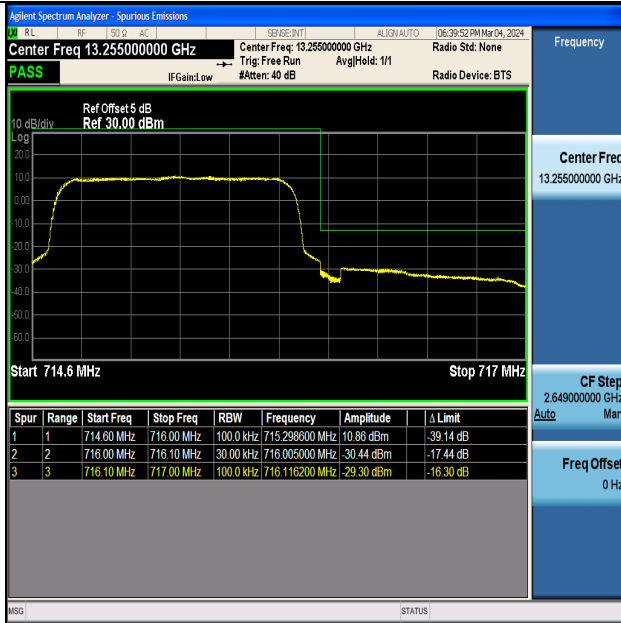 Agilent Spectrum Analyzer - Spurious Emissions
RL RF 50 Ω AC SENSE:INT ALIGN AUTO 06:39:52 PM Mar 04, 2024
Center Freq 13.255000000 GHz
Center Freq: 13.255000000 GHz
Radio Std: None
Trig: Free Run
Avg|Hold: 1/1
PASS
IFGain:Low
#Atten: 40 dB
Radio Device: BTS
Ref Offset 5 dB
10 dB/div Ref 30.00 dBm
Log
20.0
10.0
0.00
-10.0
-20.0
-30.0
-40.0
-50.0
-60.0
Start 714.6 MHz Stop 717 MHz
Spur Range Start Freq Stop Freq RBW Frequency Amplitude Δ Limit
1 1 714.60 MHz 716.00 MHz 100.0 kHz 715.298600 MHz 10.86 dBm -39.14 dB
2 2 716.00 MHz 716.10 MHz 30.00 kHz 716.005000 MHz -30.44 dBm -17.44 dB
3 3 716.10 MHz 717.00 MHz 100.0 kHz 716.116200 MHz -29.30 dBm -16.30 dB
Frequency
Center Freq
13.255000000 GHz
CF Step
2.649000000 GHz
Auto Man
Freq Offset
0 Hz
MSG STATUS